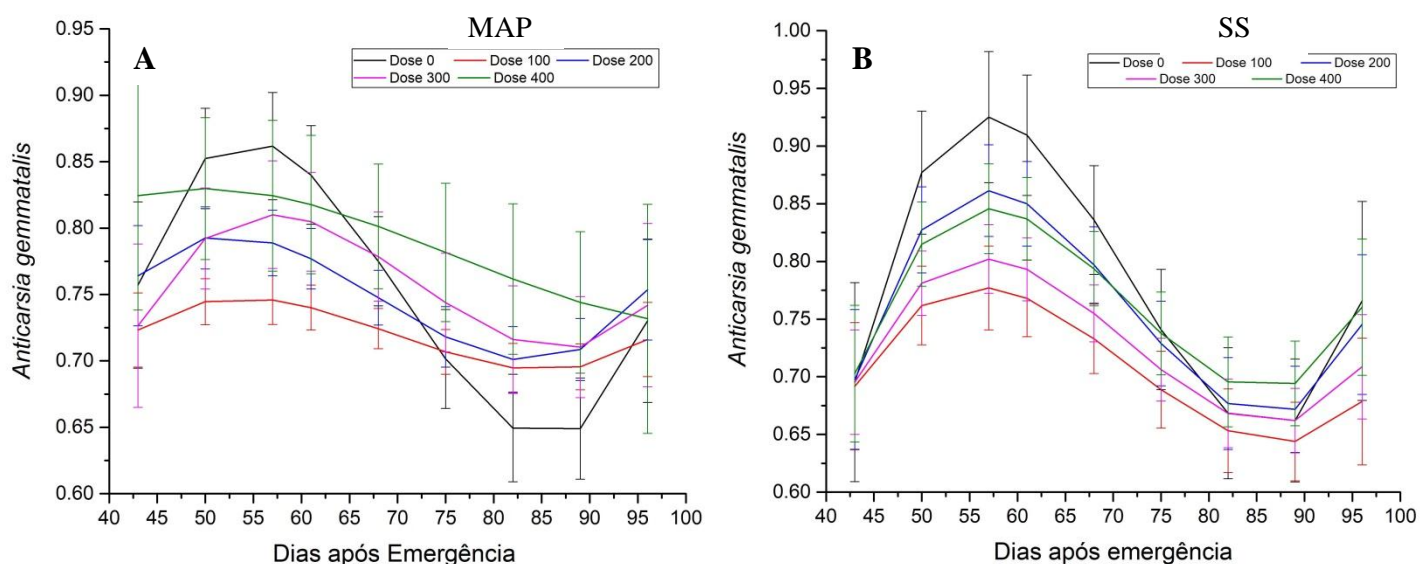 MAP
A
Dose 0 Dose 100 Dose 200
Dose 300 Dose 400
0.95
0.90
0.85
0.80
0.75
0.70
0.65
0.60
Anticarsia gemmatalis
40 45 50 55 60 65 70 75 80 85 90 95 100
Dias após Emergência
SS
B
Dose 0 Dose 100 Dose 200
Dose 300 Dose 400
1.00
0.95
0.90
0.85
0.80
0.75
0.70
0.65
0.60
Anticarsia gemmatalis
40 45 50 55 60 65 70 75 80 85 90 95 100
Dias após emergência